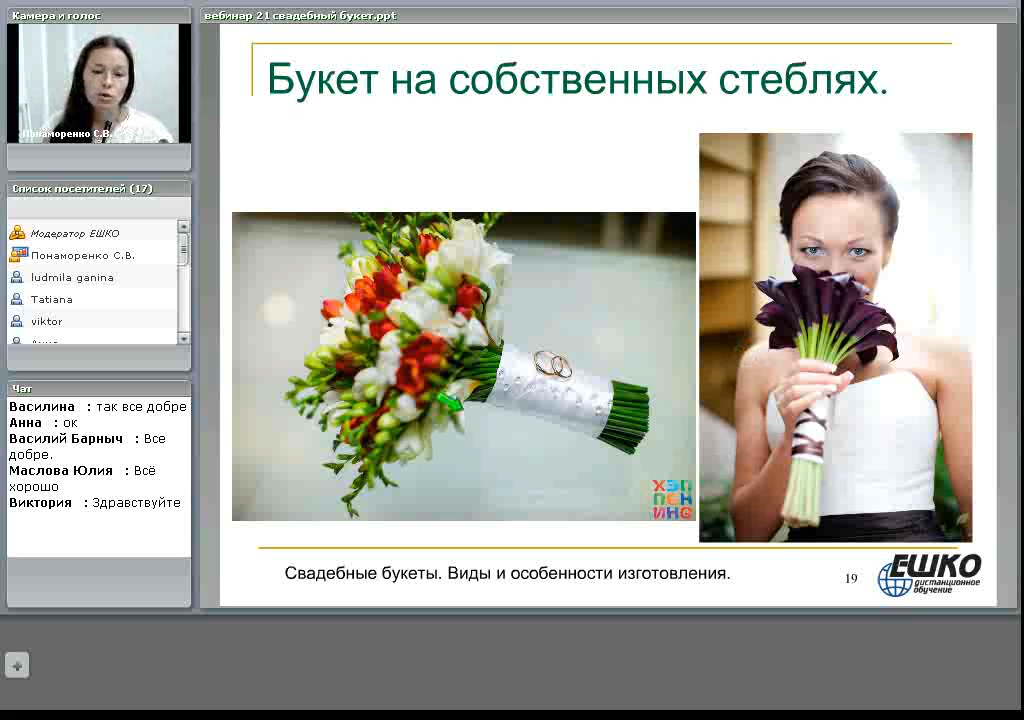 Камера и голос
Понаморенко С.В.
Список посетителей (17)
Модератор ЕШКО
Понаморенко С.В.
ludmila ganina
Tatiana
viktor
Чат
Василина : так все добре
Анна : ок
Василий Барныч : Все
добре.
Маслова Юлия : Всё
хорошо
Виктория : Здравствуйте
вебинар 21 свадебный букет.ppt
Букет на собственных стеблях.
ХЭП
ПЕН
ИНГ
Свадебные букеты. Виды и особенности изготовления.
19
ЕШКО
дистанционное
обучение